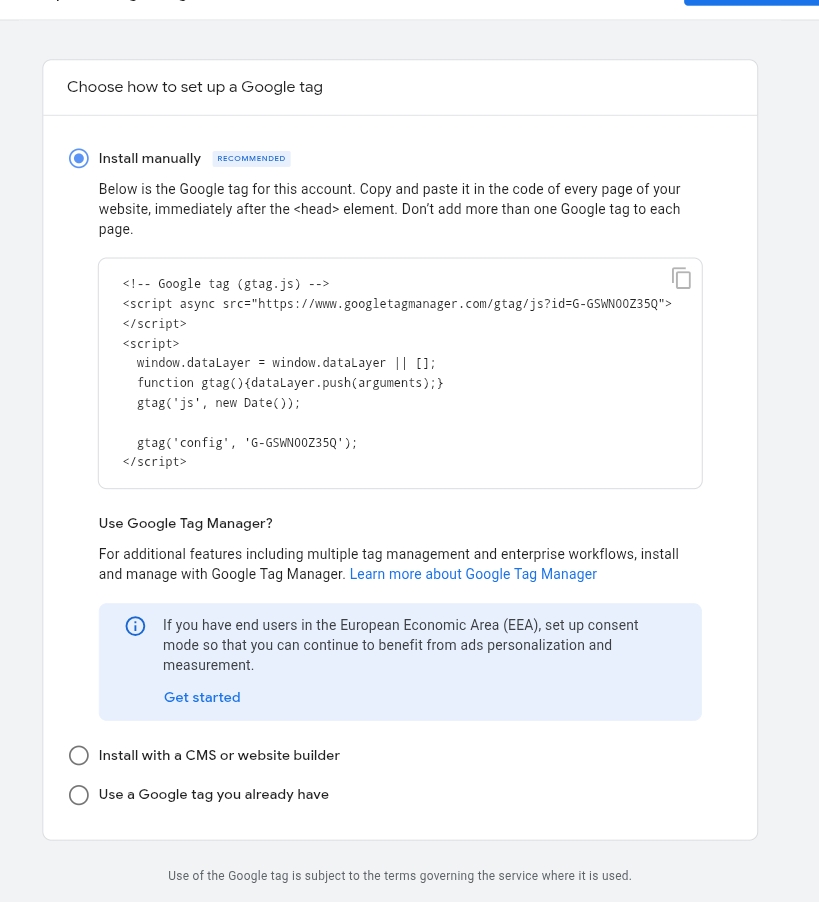 Choose how to set up a Google tag
Install manually RECOMMENDED
Below is the Google tag for this account. Copy and paste it in the code of every page of your
website, immediately after the <head> element. Don’t add more than one Google tag to each
page.
<!-- Google tag (gtag.js) -->
<script async src="https://www.googletagmanager.com/gtag/js?id=G-GSWN00Z35Q">
</script>
<script>
  window.dataLayer = window.dataLayer || [];
  function gtag(){dataLayer.push(arguments);}
  gtag('js', new Date());

  gtag('config', 'G-GSWN00Z35Q');
</script>
Use Google Tag Manager?
For additional features including multiple tag management and enterprise workflows, install
and manage with Google Tag Manager. Learn more about Google Tag Manager
If you have end users in the European Economic Area (EEA), set up consent
mode so that you can continue to benefit from ads personalization and
measurement.
Get started
Install with a CMS or website builder
Use a Google tag you already have
Use of the Google tag is subject to the terms governing the service where it is used.